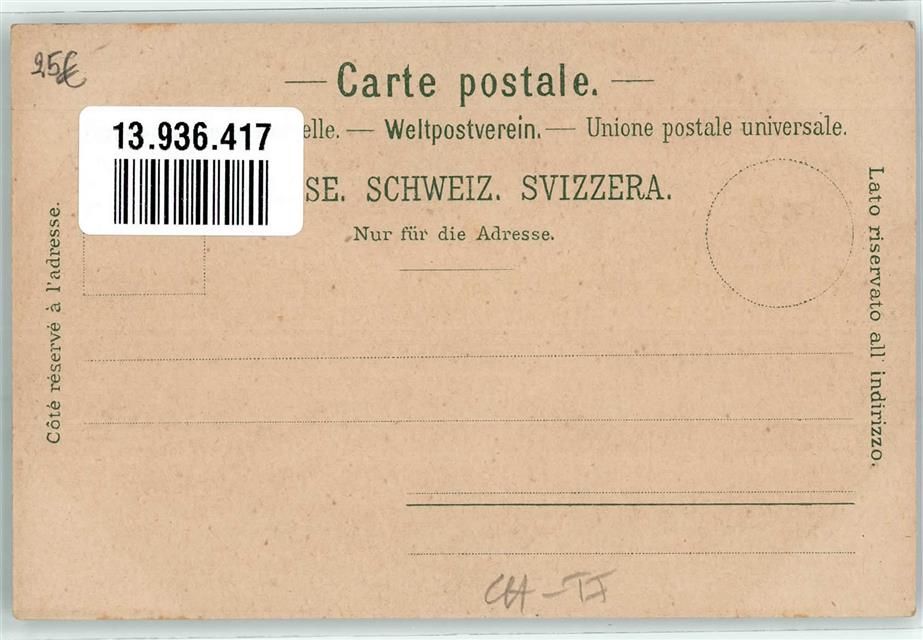 25€
— Carte postale. —
13.936.417
elle. — Weltpostverein. — Unione postale universale.
SE. SCHWEIZ. SVIZZERA.
Nur für die Adresse.
Côté réservé à l'adresse.
Lato riservato all' indirizzo.
CH-TI